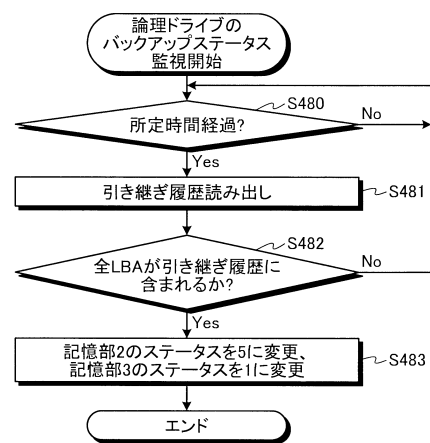 論理ドライブの
バックアップステータス
監視開始
S480
所定時間経過?
No
Yes
引き継ぎ履歴読み出し
S481
S482
全LBAが引き継ぎ履歴に
含まれるか?
No
Yes
記憶部2のステータスを5に変更、
記憶部3のステータスを1に変更
S483
エンド